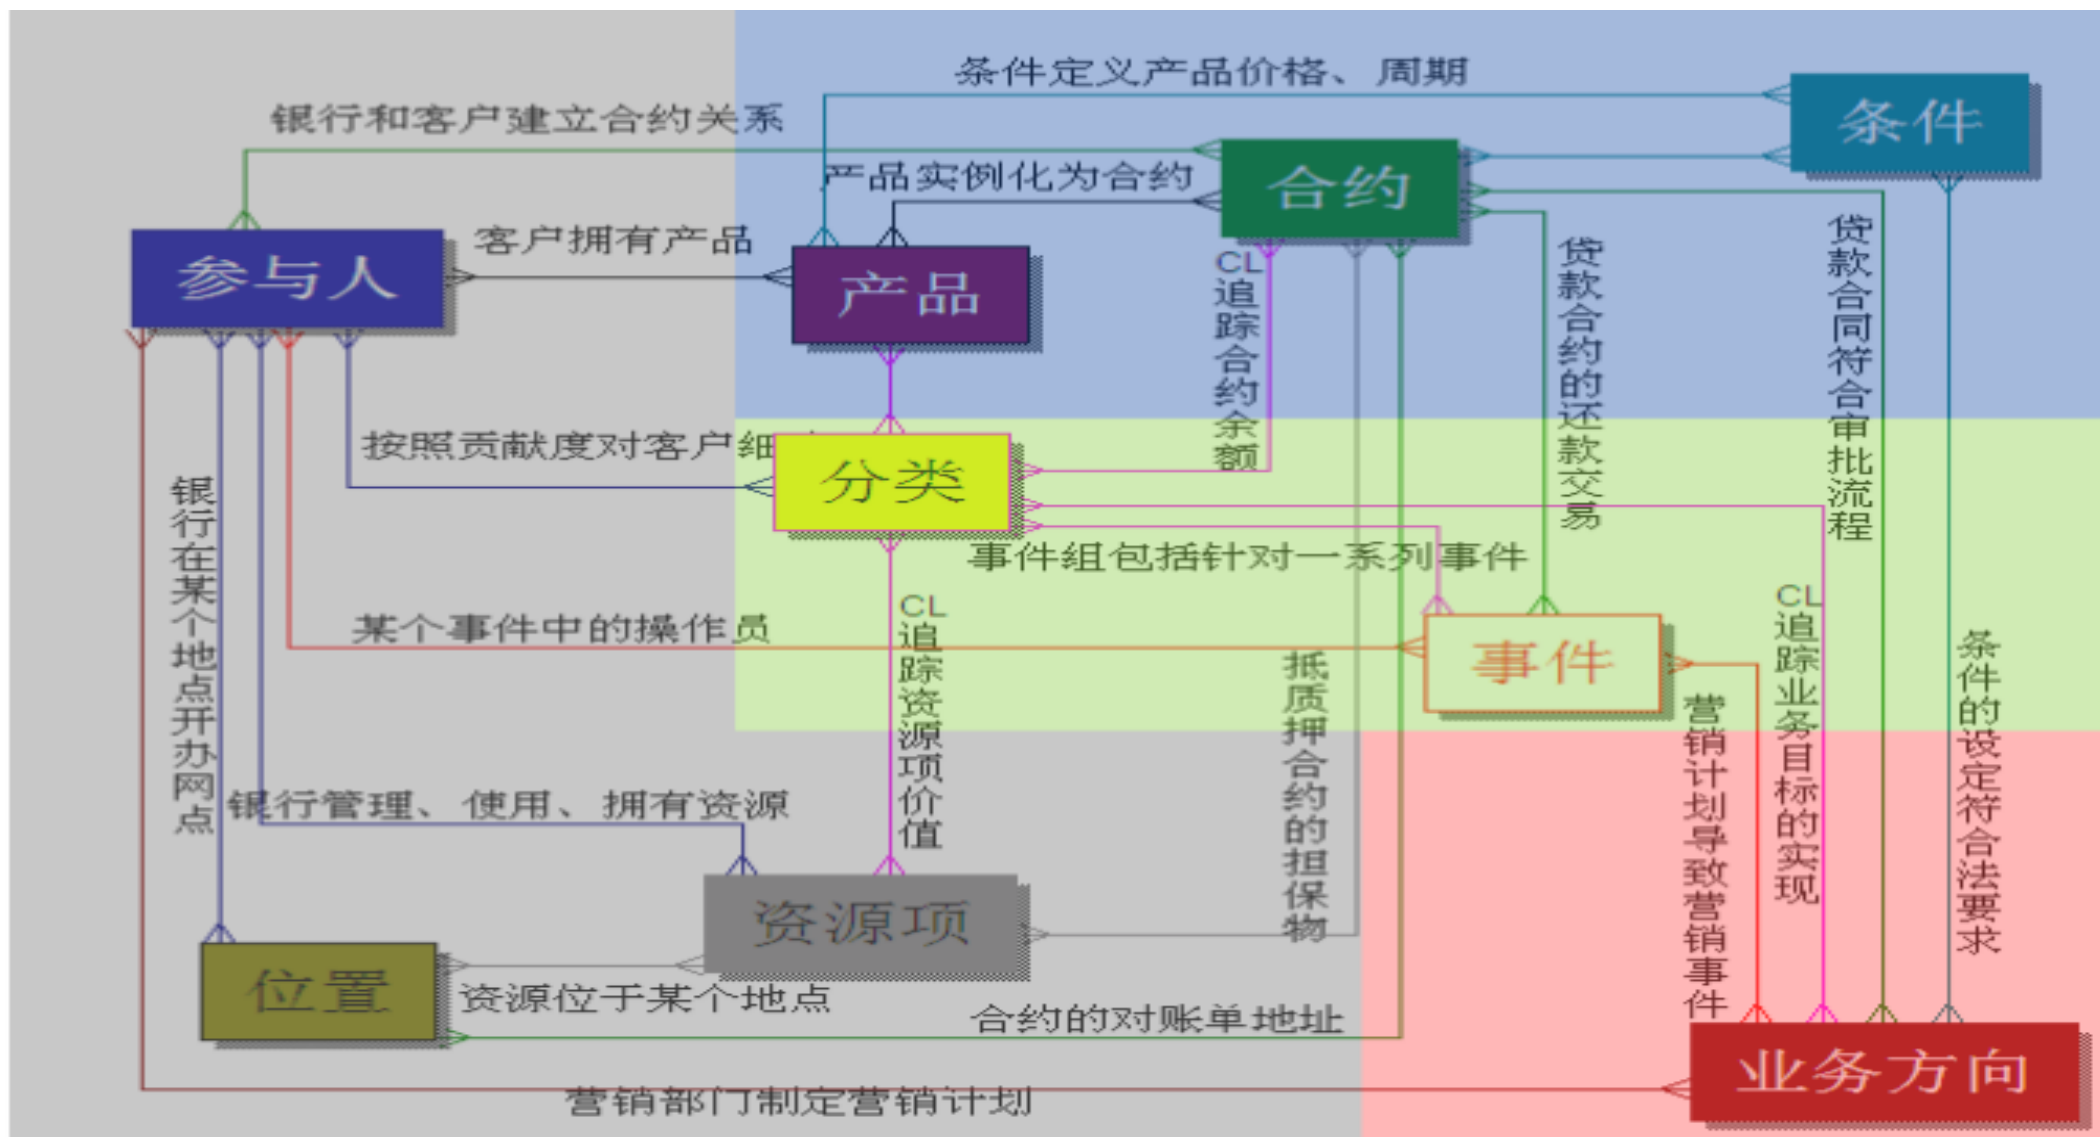 条件定义产品价格、周期
条件
银行和客户建立合约关系
产品实例化为合约
合约
客户拥有产品
参与人
产品
CL追踪合约余额
贷款合约的还款交易
贷款合同符合审批流程
按照贡献度对客户细
分类
银行在某个地点开办网点
事件组包括针对一系列事件
某个事件中的操作员
CL追踪资源项价值
事件
抵质押合约的担保物
营销计划导致营销事件
CL追踪业务目标的实现
条件的设定符合法要求
银行管理、使用、拥有资源
资源项
位置
资源位于某个地点
合约的对账单地址
业务方向
营销部门制定营销计划